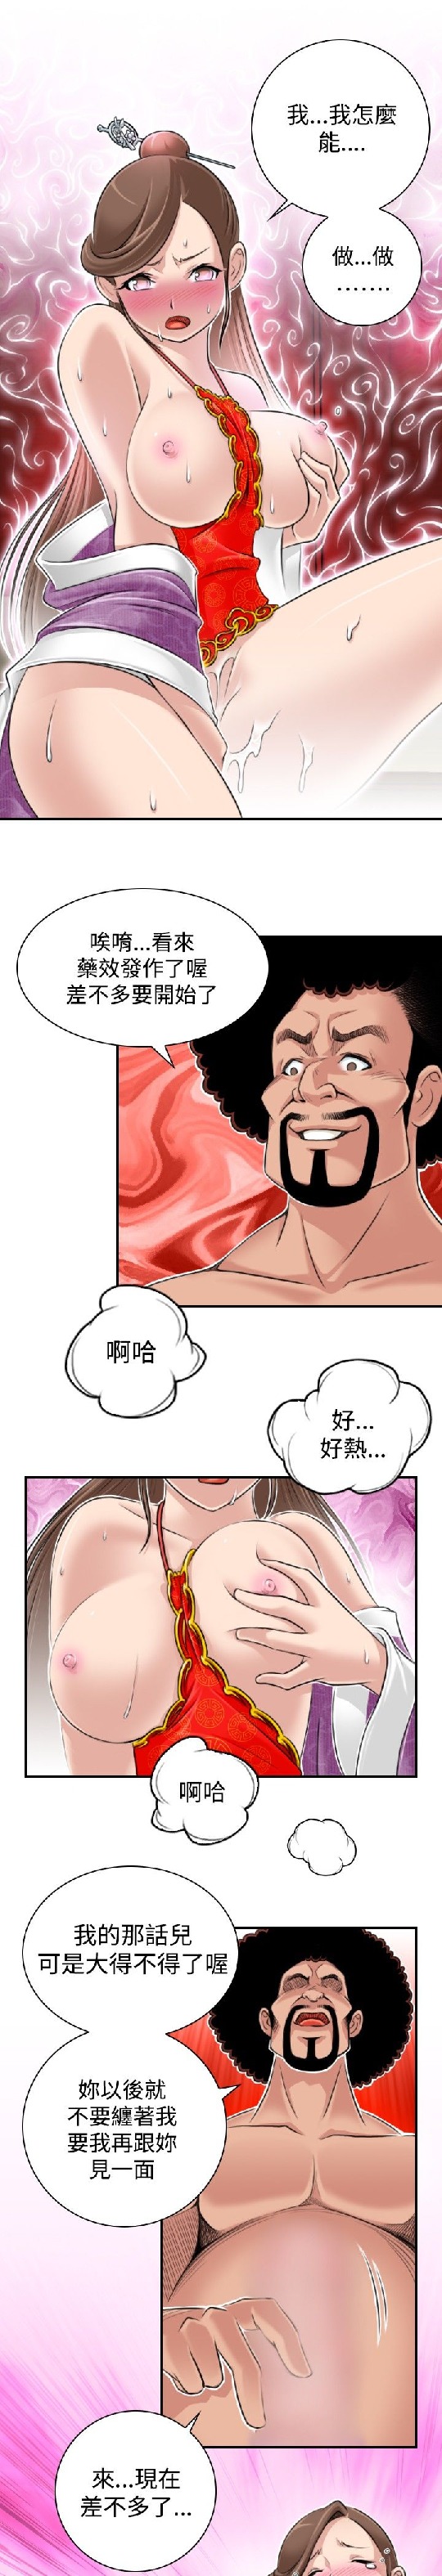 我...我怎麼
能....
做...做
.......
唉唷...看來
藥效發作了喔
差不多要開始了
啊哈
好...
好熱...
啊哈
我的那話兒
可是大得不得了喔
妳以後就
不要纏著我
要我再跟妳
見一面
來...現在
差不多了...